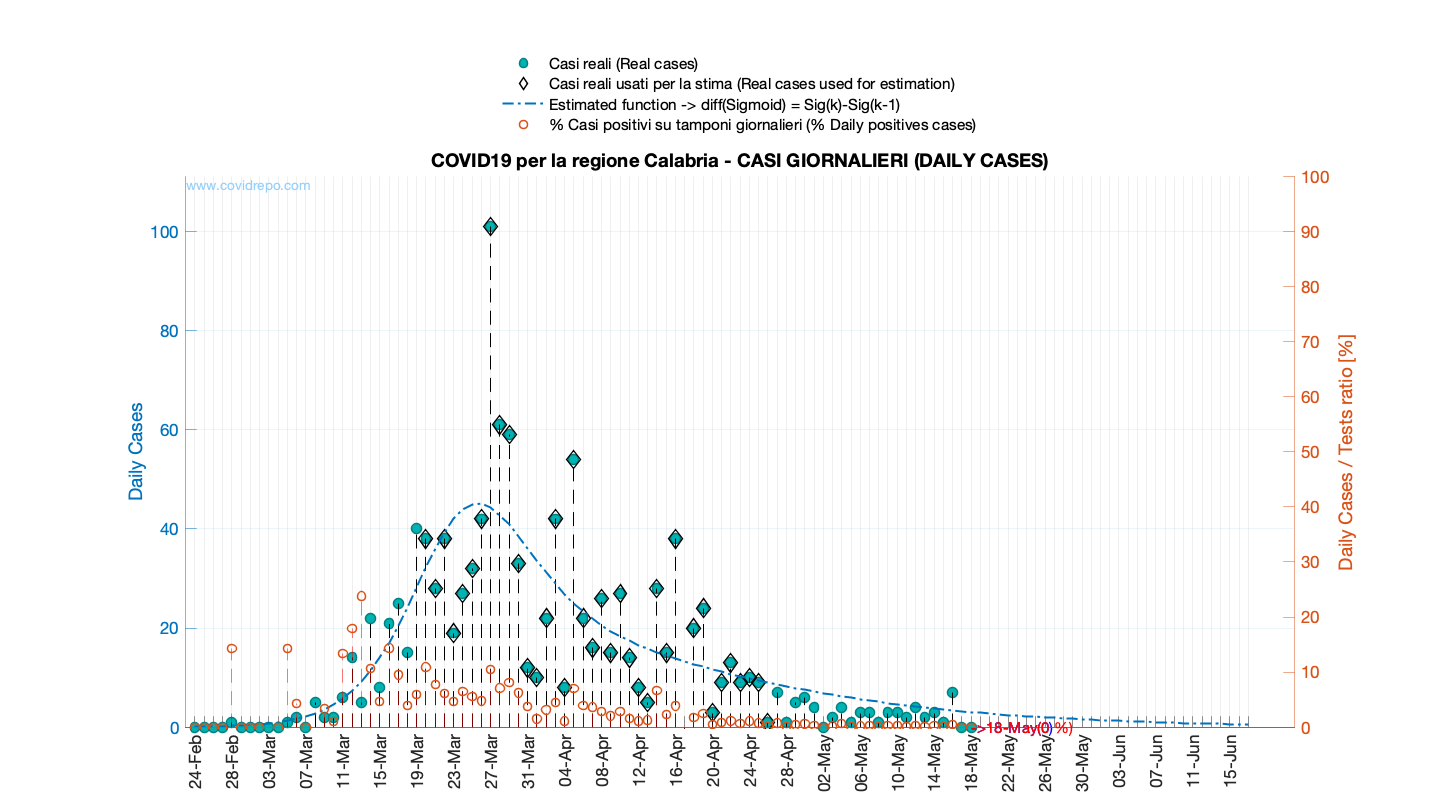 Casi reali (Real cases)
Casi reali usati per la stima (Real cases used for estimation)
Estimated function -> diff(Sigmoid) = Sig(k)-Sig(k-1)
% Casi positivi su tamponi giornalieri (% Daily positives cases)
COVID19 per la regione Calabria - CASI GIORNALIERI (DAILY CASES)
www.covidrepo.com
100
80
60
40
20
0
Daily Cases
100
90
80
70
60
50
40
30
20
10
0
Daily Cases / Tests ratio [%]
->18-May(0)%)
24-Feb
28-Feb
03-Mar
07-Mar
11-Mar
15-Mar
19-Mar
23-Mar
27-Mar
31-Mar
04-Apr
08-Apr
12-Apr
16-Apr
20-Apr
24-Apr
28-Apr
02-May
06-May
10-May
14-May
18-May
22-May
26-May
30-May
03-Jun
07-Jun
11-Jun
15-Jun